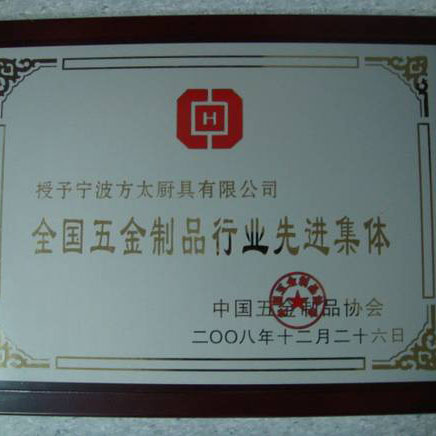 H
授予宁波方太厨具有限公司
全国五金制品行业先进集体
中国五金制品协会
二〇〇八年十二月二十六日